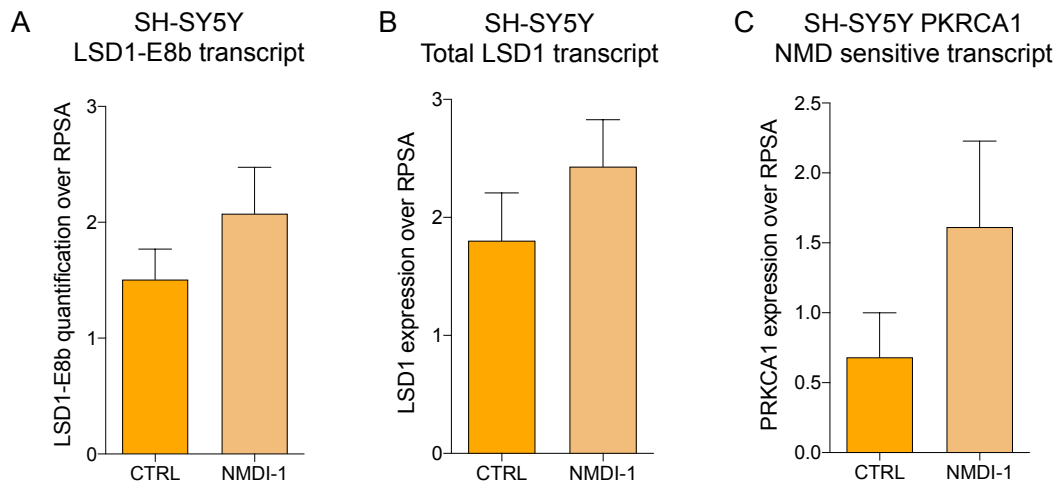 A
SH-SY5Y
LSD1-E8b transcript
LSD1-E8b quantification over RPSA
3
2
1
0
CTRL
NMDI-1
B
SH-SY5Y
Total LSD1 transcript
LSD1 expression over RPSA
3
2
1
0
CTRL
NMDI-1
C
SH-SY5Y PKRCA1
NMD sensitive transcript
PRKCA1 expression over RPSA
2.5
2.0
1.5
1.0
0.5
0.0
CTRL
NMDI-1